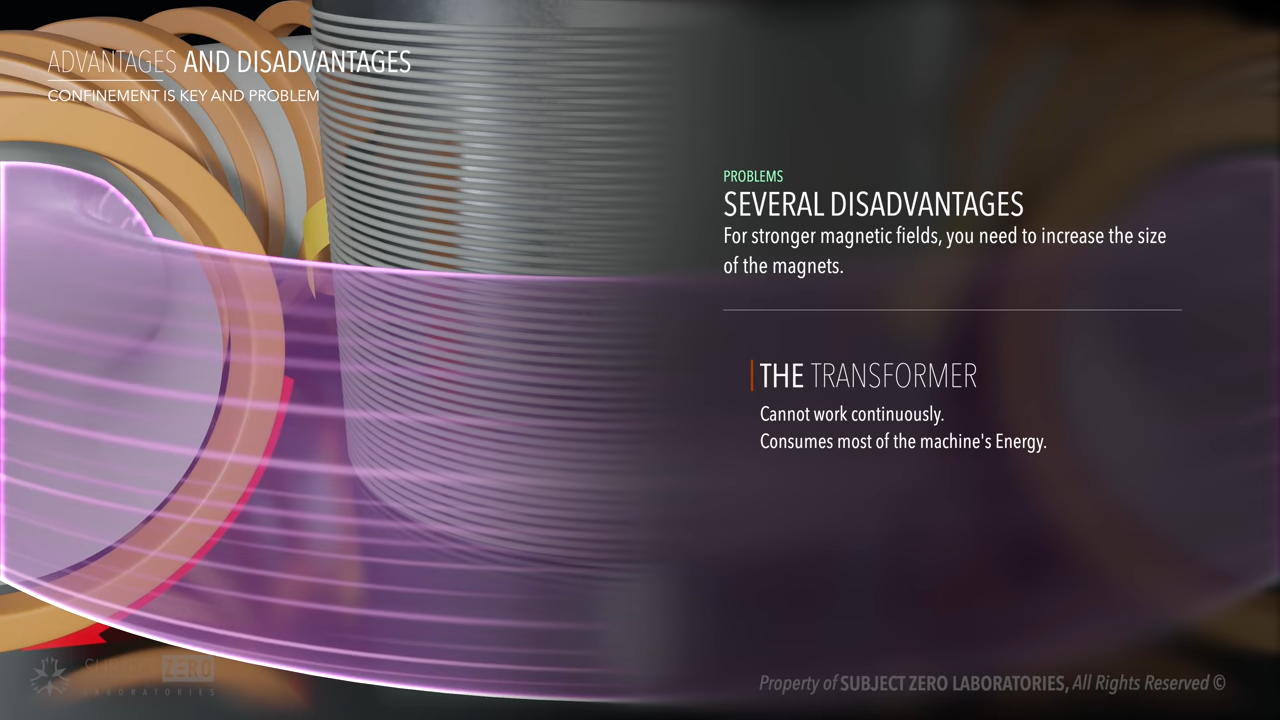 ADVANTAGES AND DISADVANTAGES
CONFINEMENT IS KEY AND PROBLEM
PROBLEMS
SEVERAL DISADVANTAGES
For stronger magnetic fields, you need to increase the size
of the magnets.
THE TRANSFORMER
Cannot work continuously.
Consumes most of the machine's Energy.
ZERO
LABORATORIES
Property of SUBJECT ZERO LABORATORIES, All Rights Reserved ©